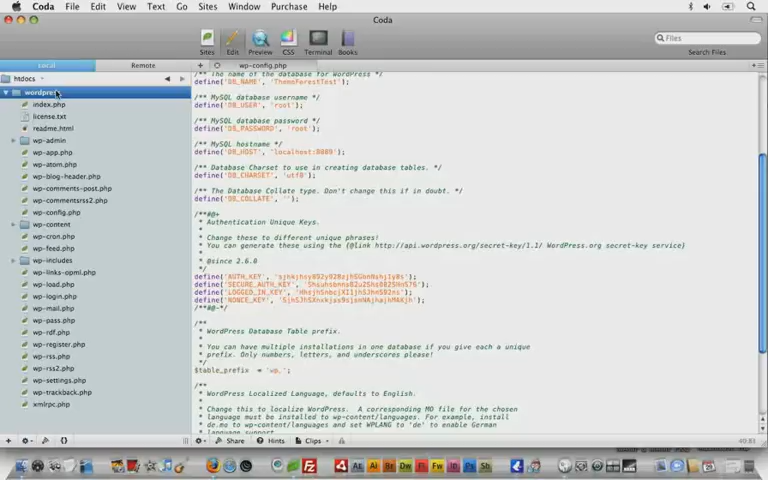 Coda File Edit View Text Go Sites Window Purchase Help
Coda
Sites Edit Preview CSS Terminal Books
Files
Search Files
Local Remote
wp-config.php
htdocs
wordpress
index.php
license.txt
readme.html
wp-admin
wp-app.php
wp-atom.php
wp-blog-header.php
wp-comments-post.php
wp-commentsrss2.php
wp-config.php
wp-content
wp-cron.php
wp-feed.php
wp-includes
wp-links-opml.php
wp-load.php
wp-login.php
wp-mail.php
wp-pass.php
wp-rdf.php
wp-register.php
wp-rss.php
wp-rss2.php
wp-settings.php
wp-trackback.php
xmlrpc.php
/** The name of the database for WordPress */
define('DB_NAME', 'ThemeForestTest');
/** MySQL database username */
define('DB_USER', 'root');
/** MySQL database password */
define('DB_PASSWORD', 'root');
/** MySQL hostname */
define('DB_HOST', 'localhost:8889');
/** Database Charset to use in creating database tables. */
define('DB_CHARSET', 'utf8');
/** The Database Collate type. Don't change this if in doubt. */
define('DB_COLLATE', '');
/**#@+
* Authentication Unique Keys.
*
* Change these to different unique phrases!
* You can generate these using the {@link http://api.wordpress.org/secret-key/1.1/ WordPress.org secret-key service}
*
* @since 2.6.0
*/
define('AUTH_KEY',
define('SECURE_AUTH_KEY',
define('LOGGED_IN_KEY',
define('NONCE_KEY',
/**#@-*/
/**
* WordPress Database Table prefix.
*
* You can have multiple installations in one database if you give each a unique
* prefix. Only numbers, letters, and underscores please!
*/
$table_prefix = 'wp_';
/**
* WordPress Localized Language, defaults to English.
*
* Change this to localize WordPress. A corresponding MO file for the chosen
* language must be installed to wp-content/languages. For example, install
* de.mo to wp-content/languages and set WPLANG to 'de' to enable German
* language support.
Share Hints Clips
Ai Br Dw Fl Fw Id Ps